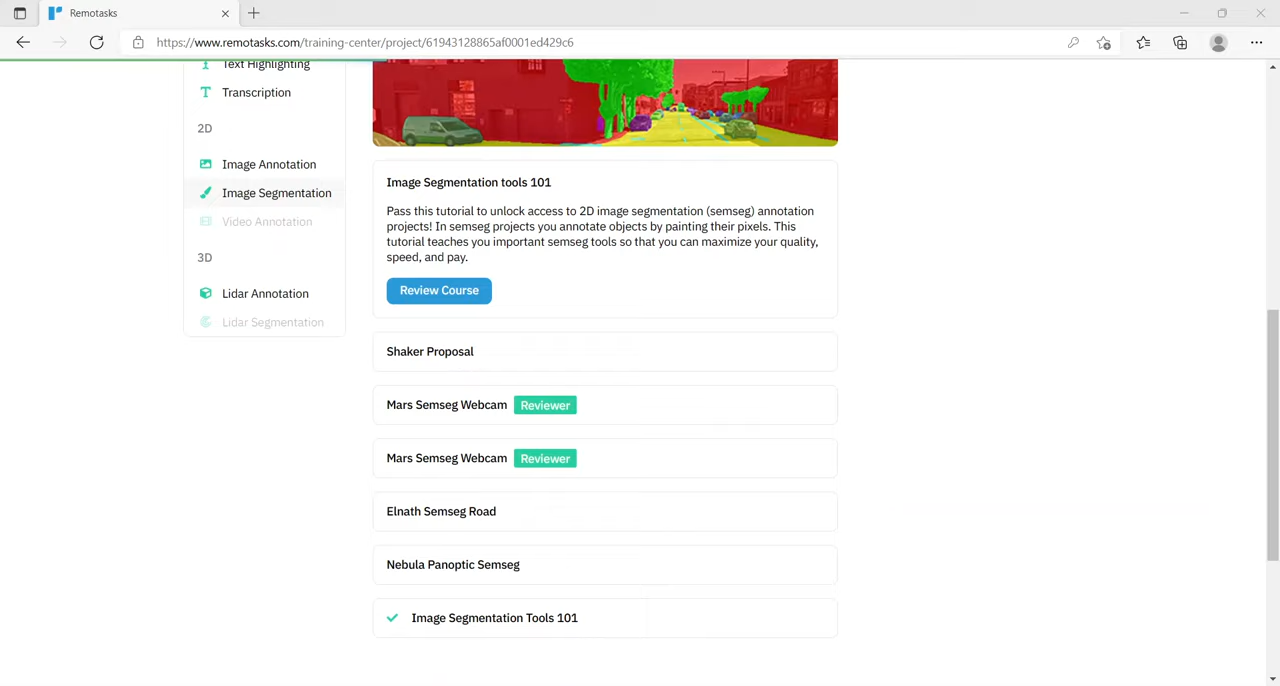 Remotasks
https://www.remotasks.com/training-center/project/61943128865af0001ed429c6
Text Highlighting
Transcription
2D
Image Annotation
Image Segmentation
Video Annotation
3D
Lidar Annotation
Lidar Segmentation
Image Segmentation tools 101
Pass this tutorial to unlock access to 2D image segmentation (semseg) annotation
projects! In semseg projects you annotate objects by painting their pixels. This
tutorial teaches you important semseg tools so that you can maximize your quality,
speed, and pay.
Review Course
Shaker Proposal
Mars Semseg Webcam Reviewer
Mars Semseg Webcam Reviewer
Elnath Semseg Road
Nebula Panoptic Semseg
Image Segmentation Tools 101